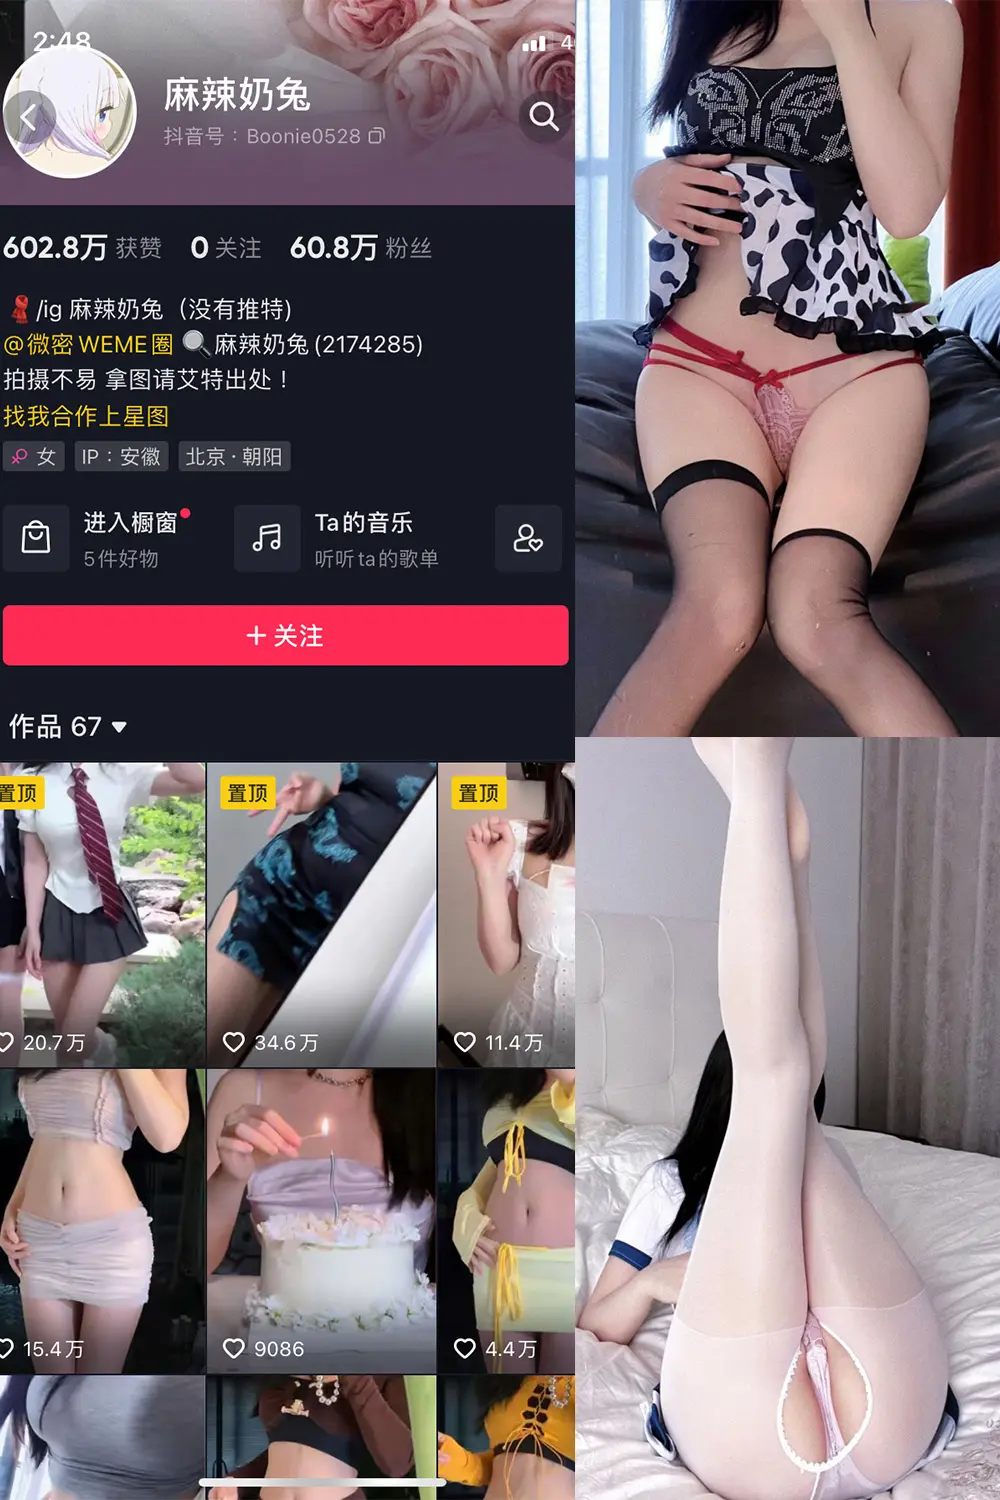 2:48
4
麻辣奶兔
抖音号：Boonie0528
602.8万 获赞 0 关注 60.8万 粉丝
/ig 麻辣奶兔（没有推特)
@微密 WEME圈 麻辣奶兔(2174285)
拍摄不易 拿图请艾特出处！
找我合作上星图
女 IP：安徽 北京·朝阳
进入橱窗 Ta的音乐
5件好物 听听ta的歌单
+ 关注
作品 67
置顶 置顶 置顶
20.7万 34.6万 11.4万
15.4万 9086 4.4万